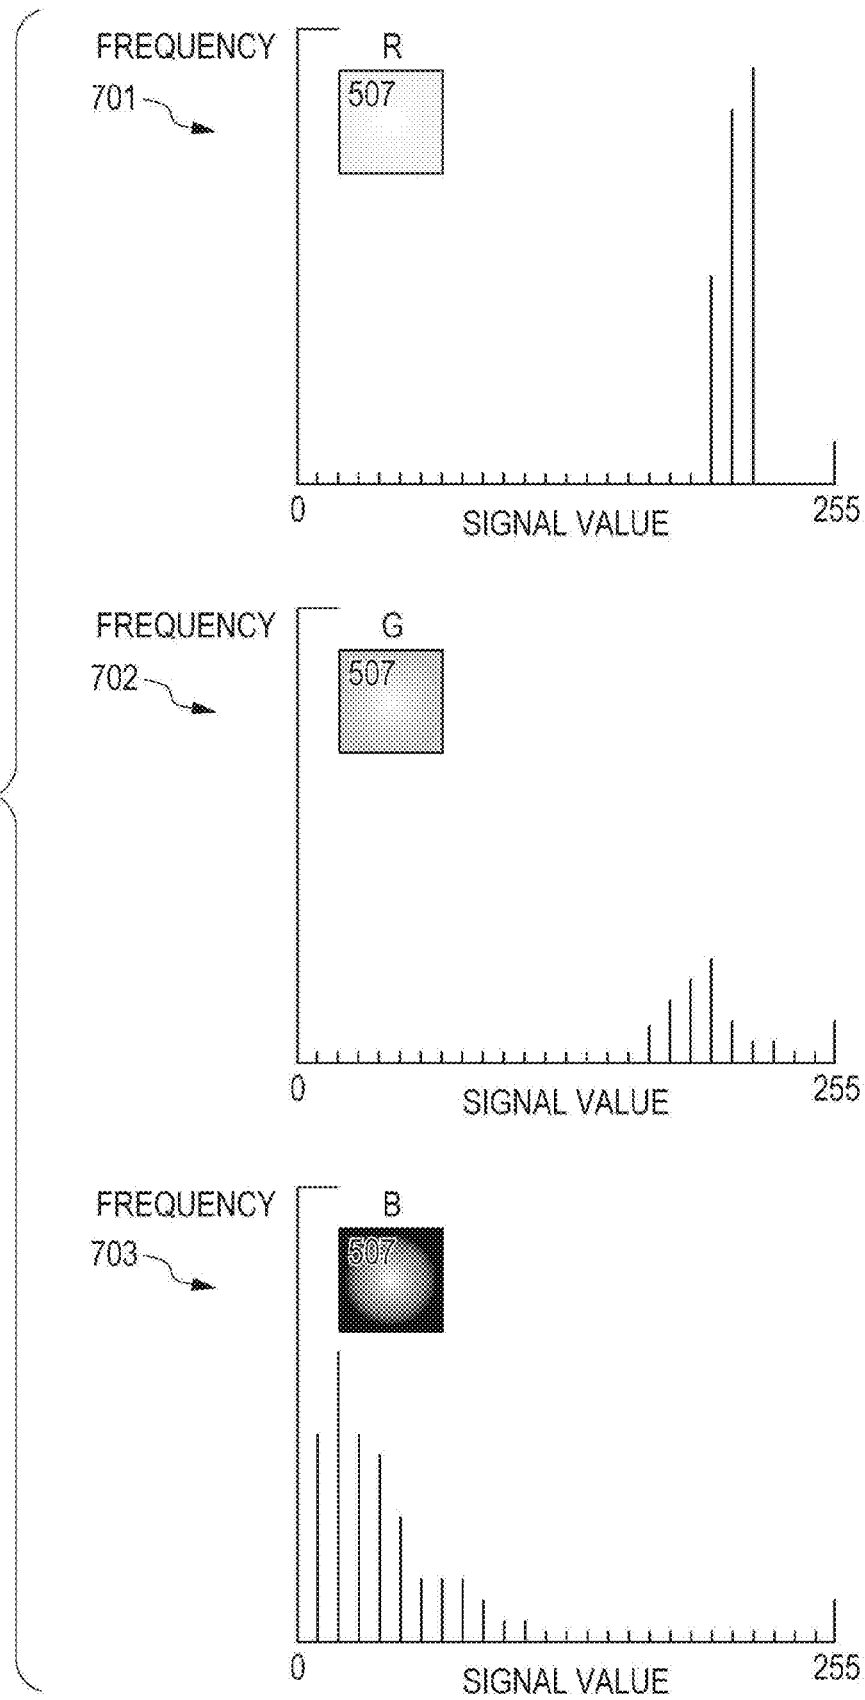 FREQUENCY R
701
507
0 255
SIGNAL VALUE
FREQUENCY G
702
507
0 255
SIGNAL VALUE
FREQUENCY B
703
507
0 255
SIGNAL VALUE